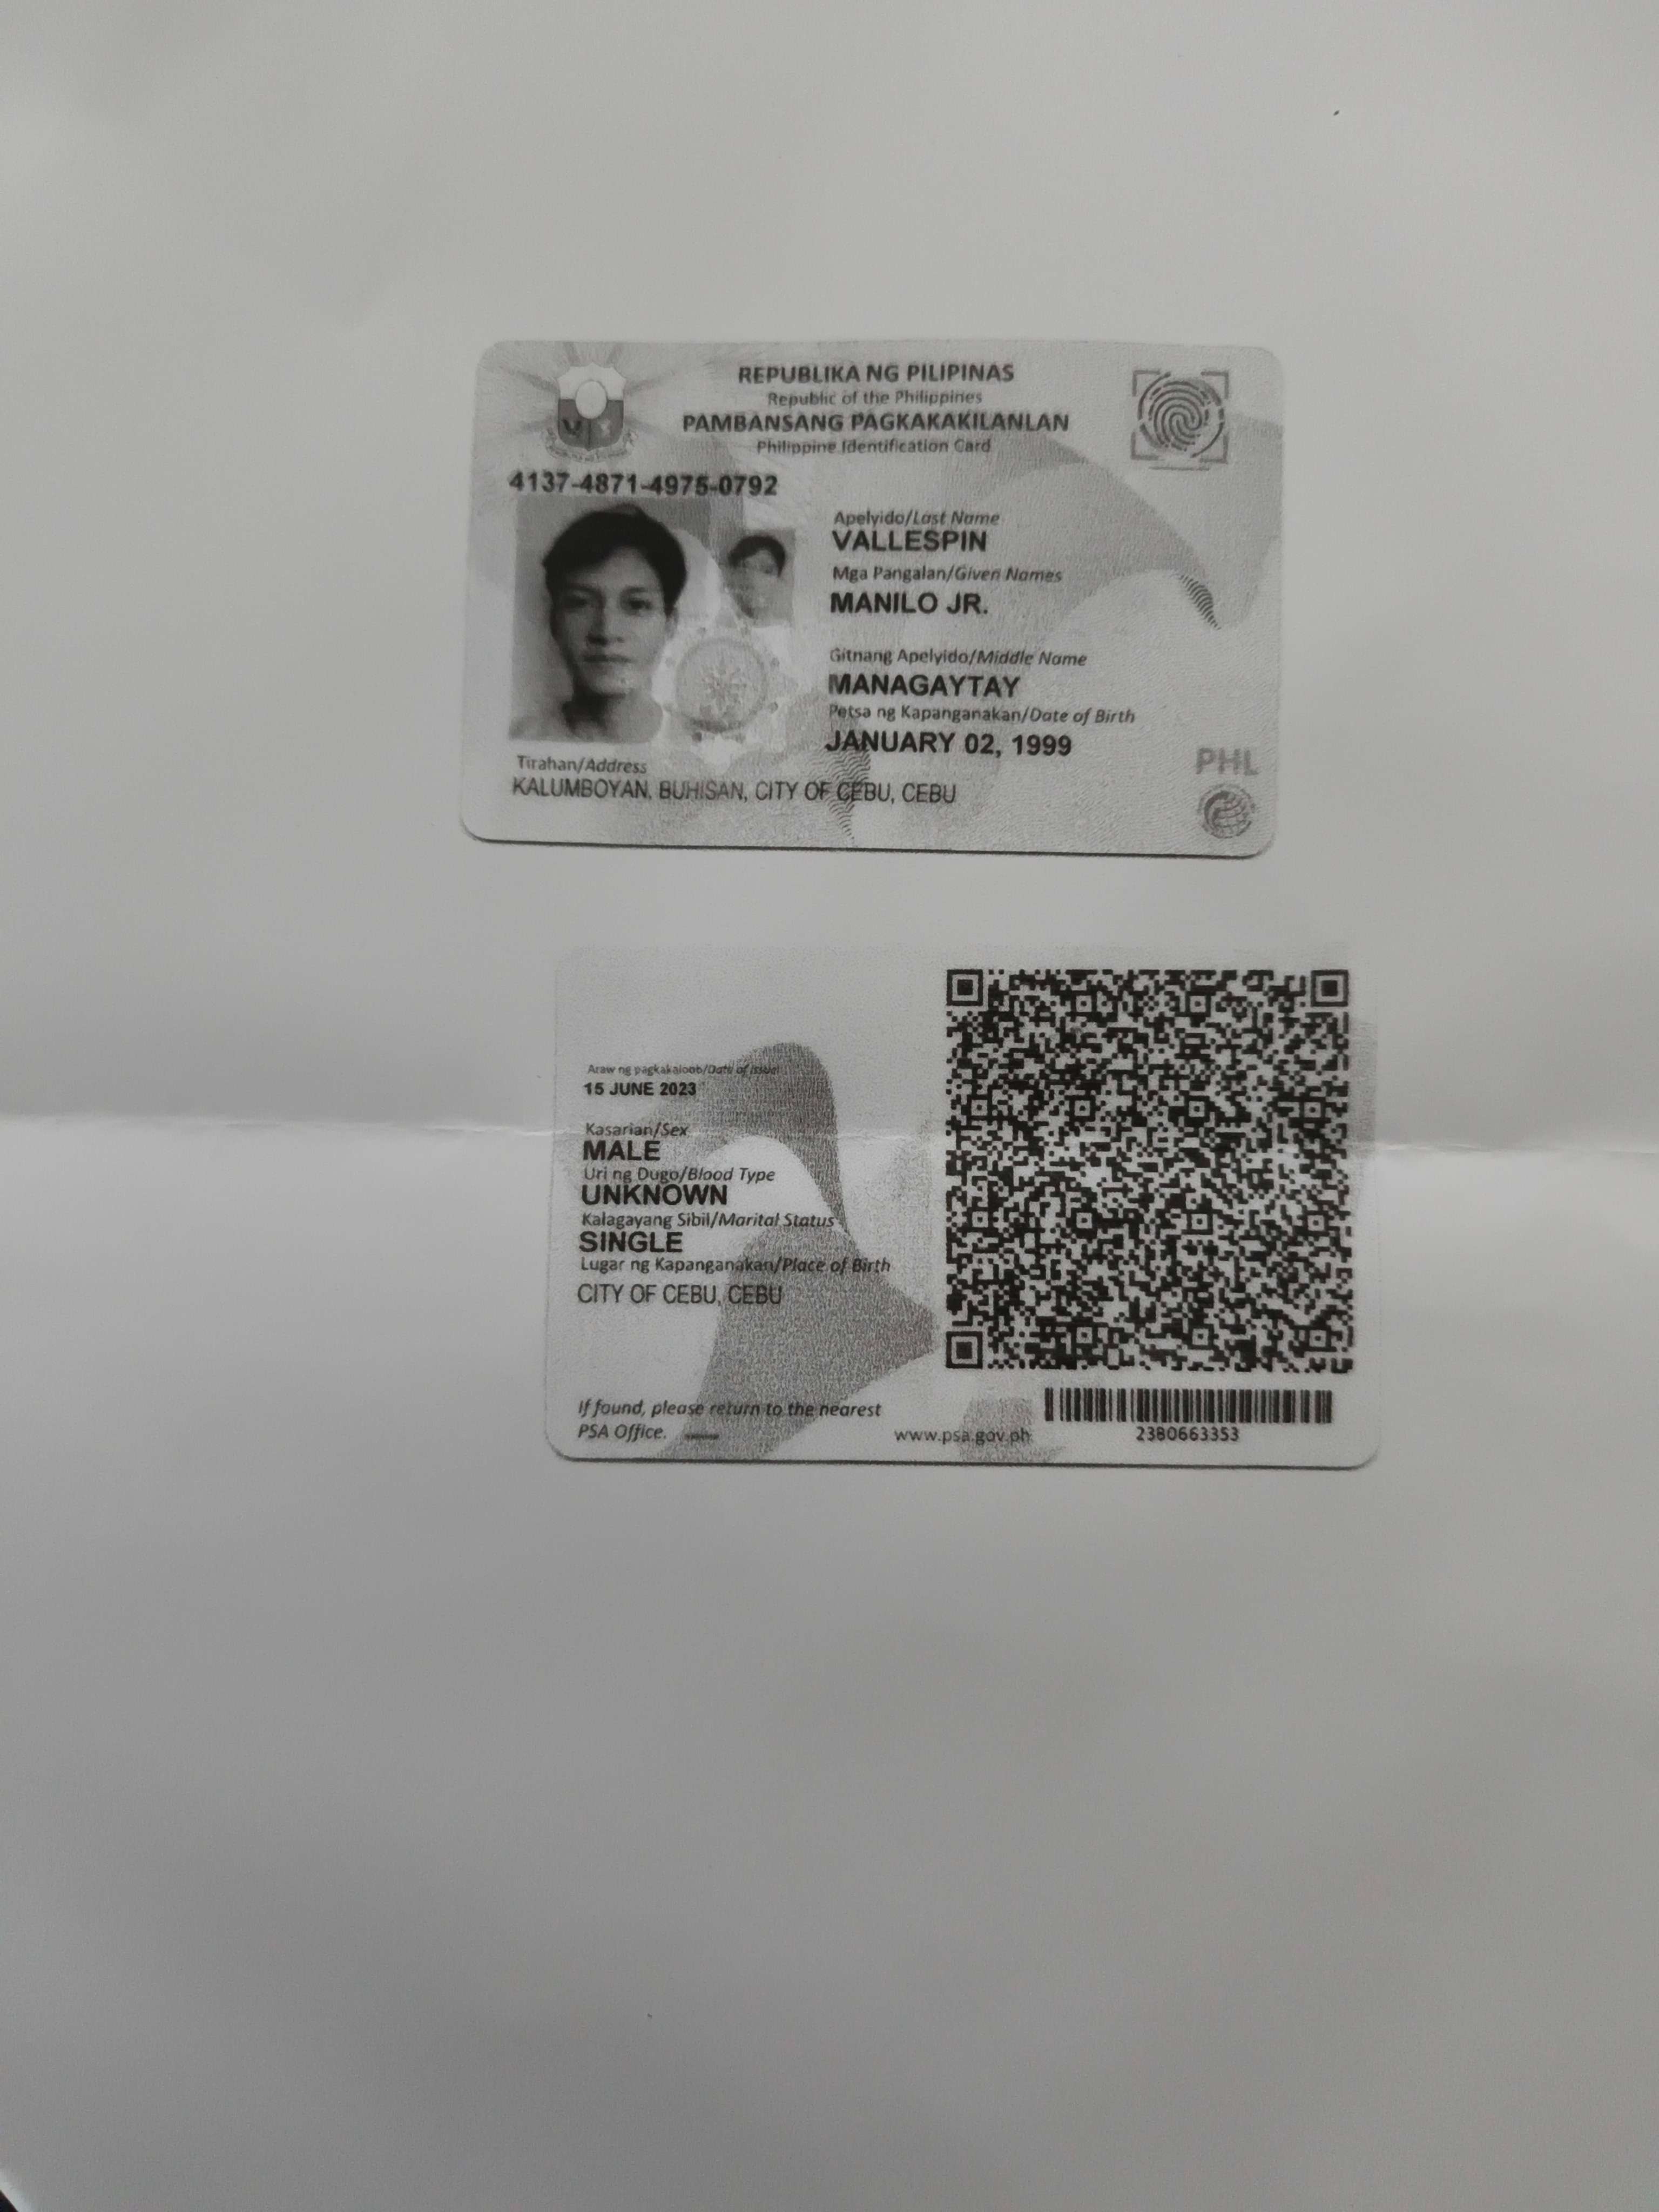 REPUBLIKA NG PILIPINAS
Republic of the Philippines
PAMBANSANG PAGKAKAKILANLAN
Philippine Identification Card
4137-4871-4975-0792
Apelyido/Last Name
VALLESPIN
Mga Pangalan/Given Names
MANILO JR.
Gitnang Apelyido/Middle Name
MANAGAYTAY
Petsa ng Kapanganakan/Date of Birth
JANUARY 02, 1999
PHL
Tirahan/Address
KALUMBOYAN, BUHISAN, CITY OF CEBU, CEBU
Araw ng pagkakaloob/Date of Issue
15 JUNE 2023
Kasarian/Sex
MALE
Uri ng Dugo/Blood Type
UNKNOWN
Kalagayang Sibil/Marital Status
SINGLE
Lugar ng Kapanganakan/Place of Birth
CITY OF CEBU, CEBU
If found, please return to the nearest
PSA Office.
www.psa.gov.ph
2380663353